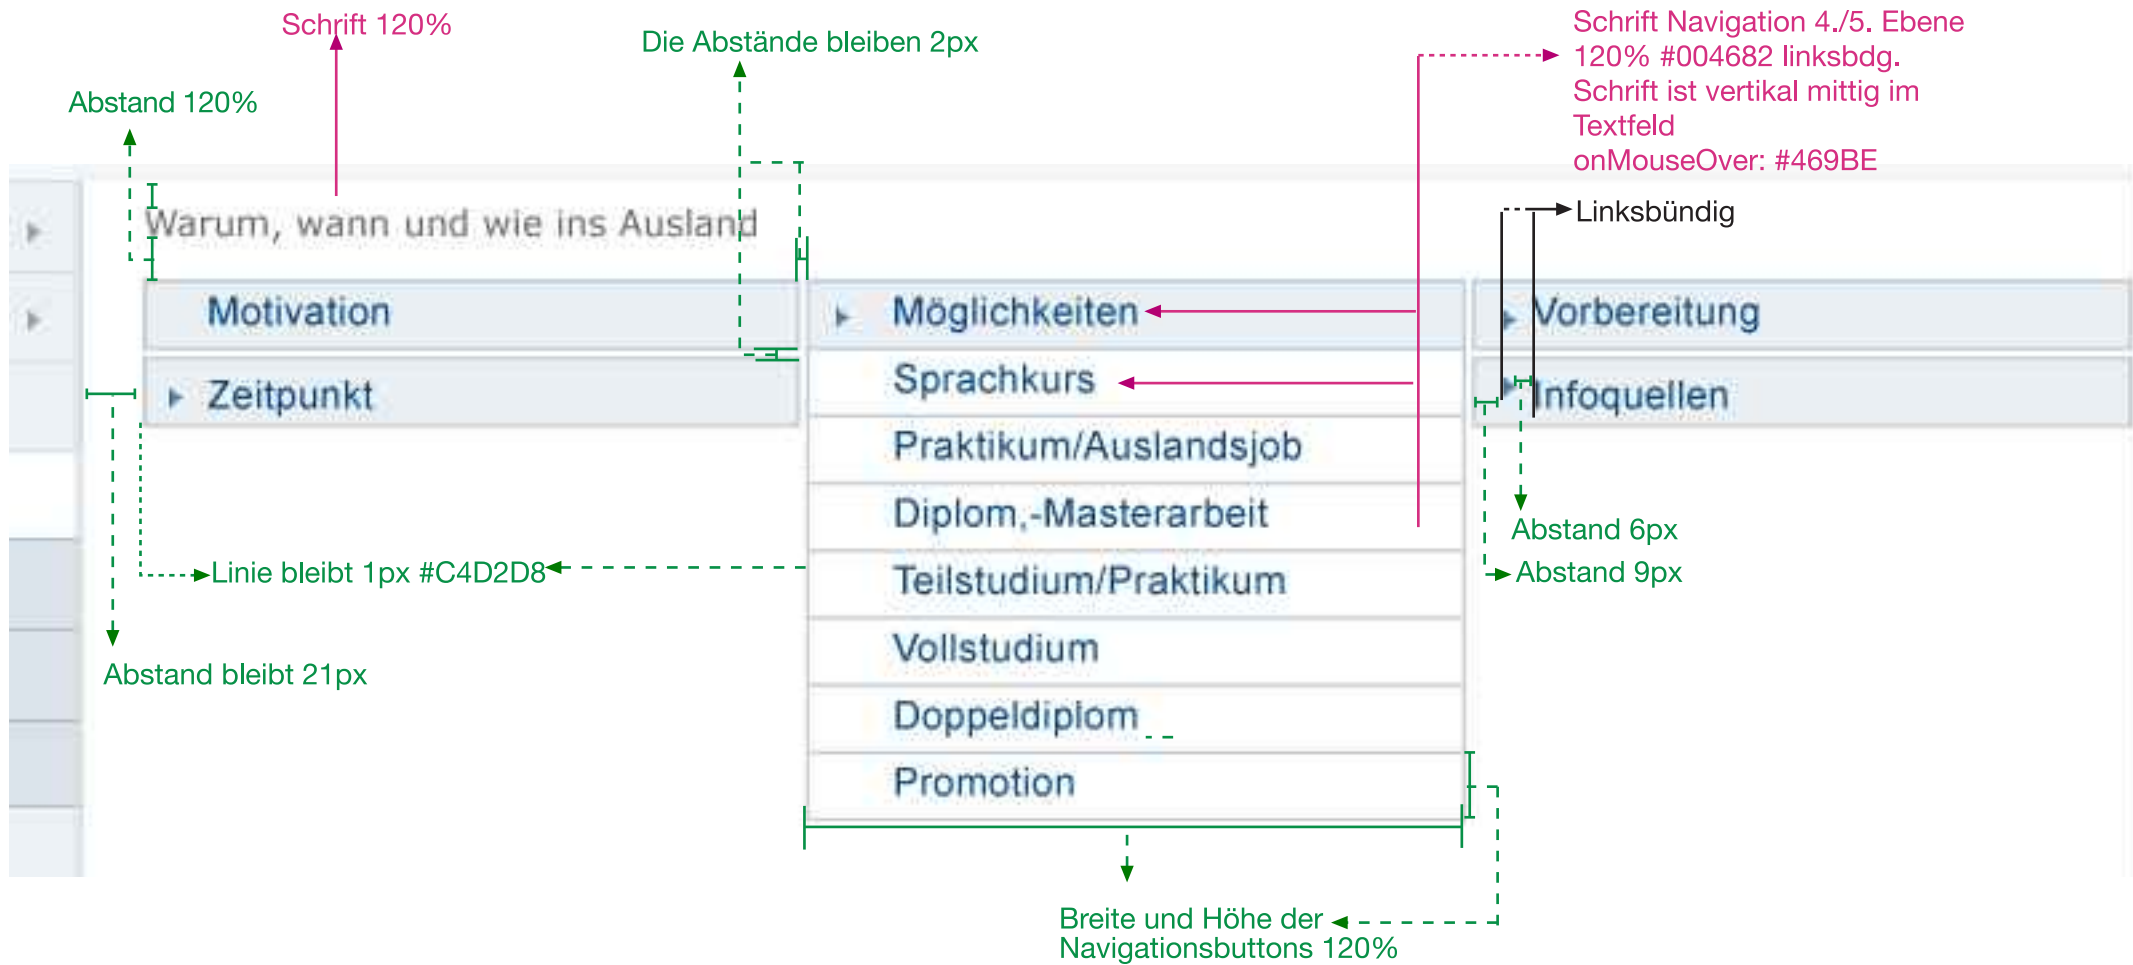 Schrift 120%
Die Abstände bleiben 2px
Schrift Navigation 4./5. Ebene
120% #004682 linksbdg.
Schrift ist vertikal mittig im
Textfeld
onMouseOver: #469BE
Abstand 120%
Linksbündig
Warum, wann und wie ins Ausland
Motivation
Möglichkeiten
Vorbereitung
Zeitpunkt
Sprachkurs
Infoquellen
Praktikum/Auslandsjob
Diplom,-Masterarbeit
Abstand 6px
Linie bleibt 1px #C4D2D8
Teilstudium/Praktikum
Abstand 9px
Vollstudium
Abstand bleibt 21px
Doppeldiplom
Promotion
Breite und Höhe der
Navigationsbuttons 120%